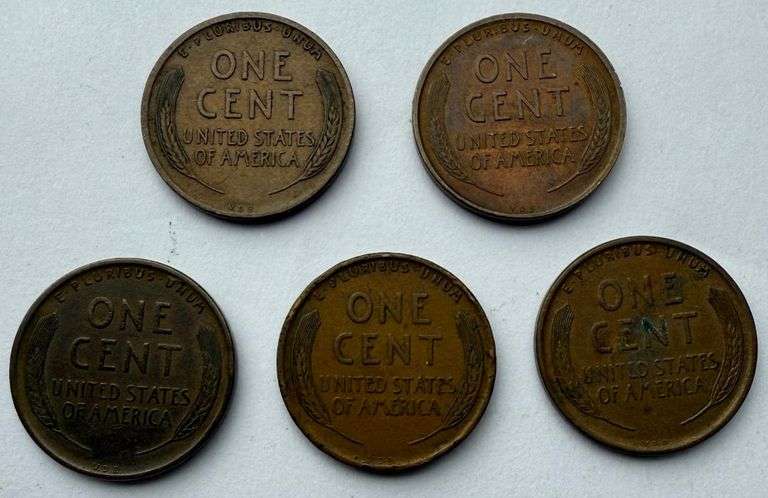 E·PLURIBUS·UNUM
ONE
CENT
UNITED STATES
OF AMERICA
V.D.B.
E·PLURIBUS·UNUM
ONE
CENT
UNITED STATES
OF AMERICA
V.D.B.
E·PLURIBUS·UNUM
ONE
CENT
UNITED STATES
OF AMERICA
V.D.B.
E·PLURIBUS·UNUM
ONE
CENT
UNITED STATES
OF AMERICA
E·PLURIBUS·UNUM
ONE
CENT
UNITED STATES
OF AMERICA
V.D.B.